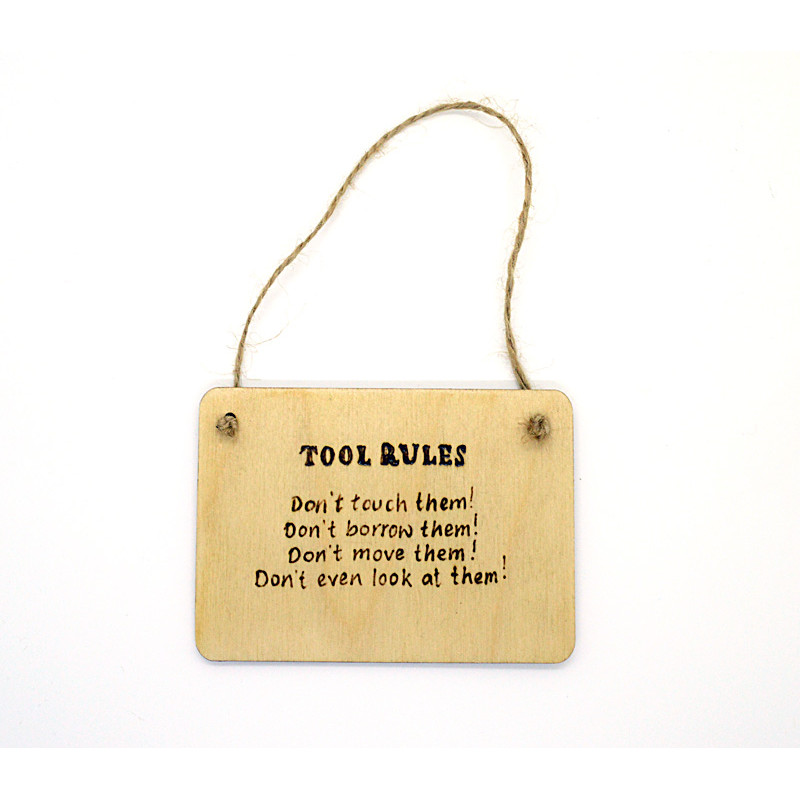 TOOL RULES
Don't touch them!
Don't borrow them!
Don't move them!
Don't even look at them!